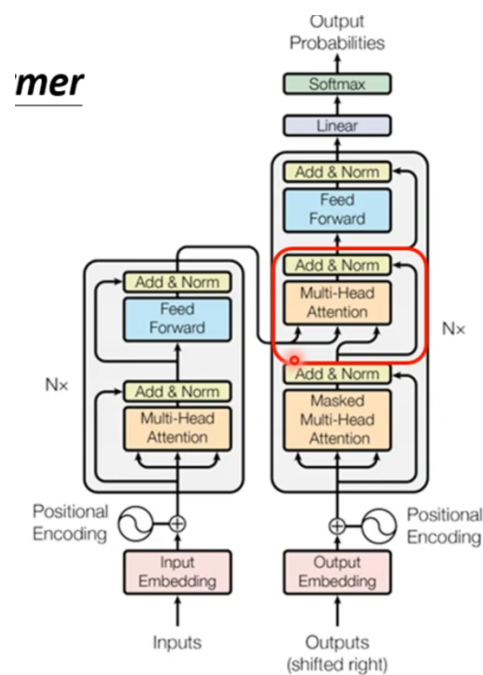 rmer
Output
Probabilities
Softmax
Linear
Add & Norm
Feed
Forward
Add & Norm
Multi-Head
Attention
Nx
Add & Norm
Masked
Multi-Head
Attention
Add & Norm
Feed
Forward
Nx
Add & Norm
Multi-Head
Attention
Positional
Encoding
Positional
Encoding
Input
Embedding
Output
Embedding
Inputs
Outputs
(shifted right)